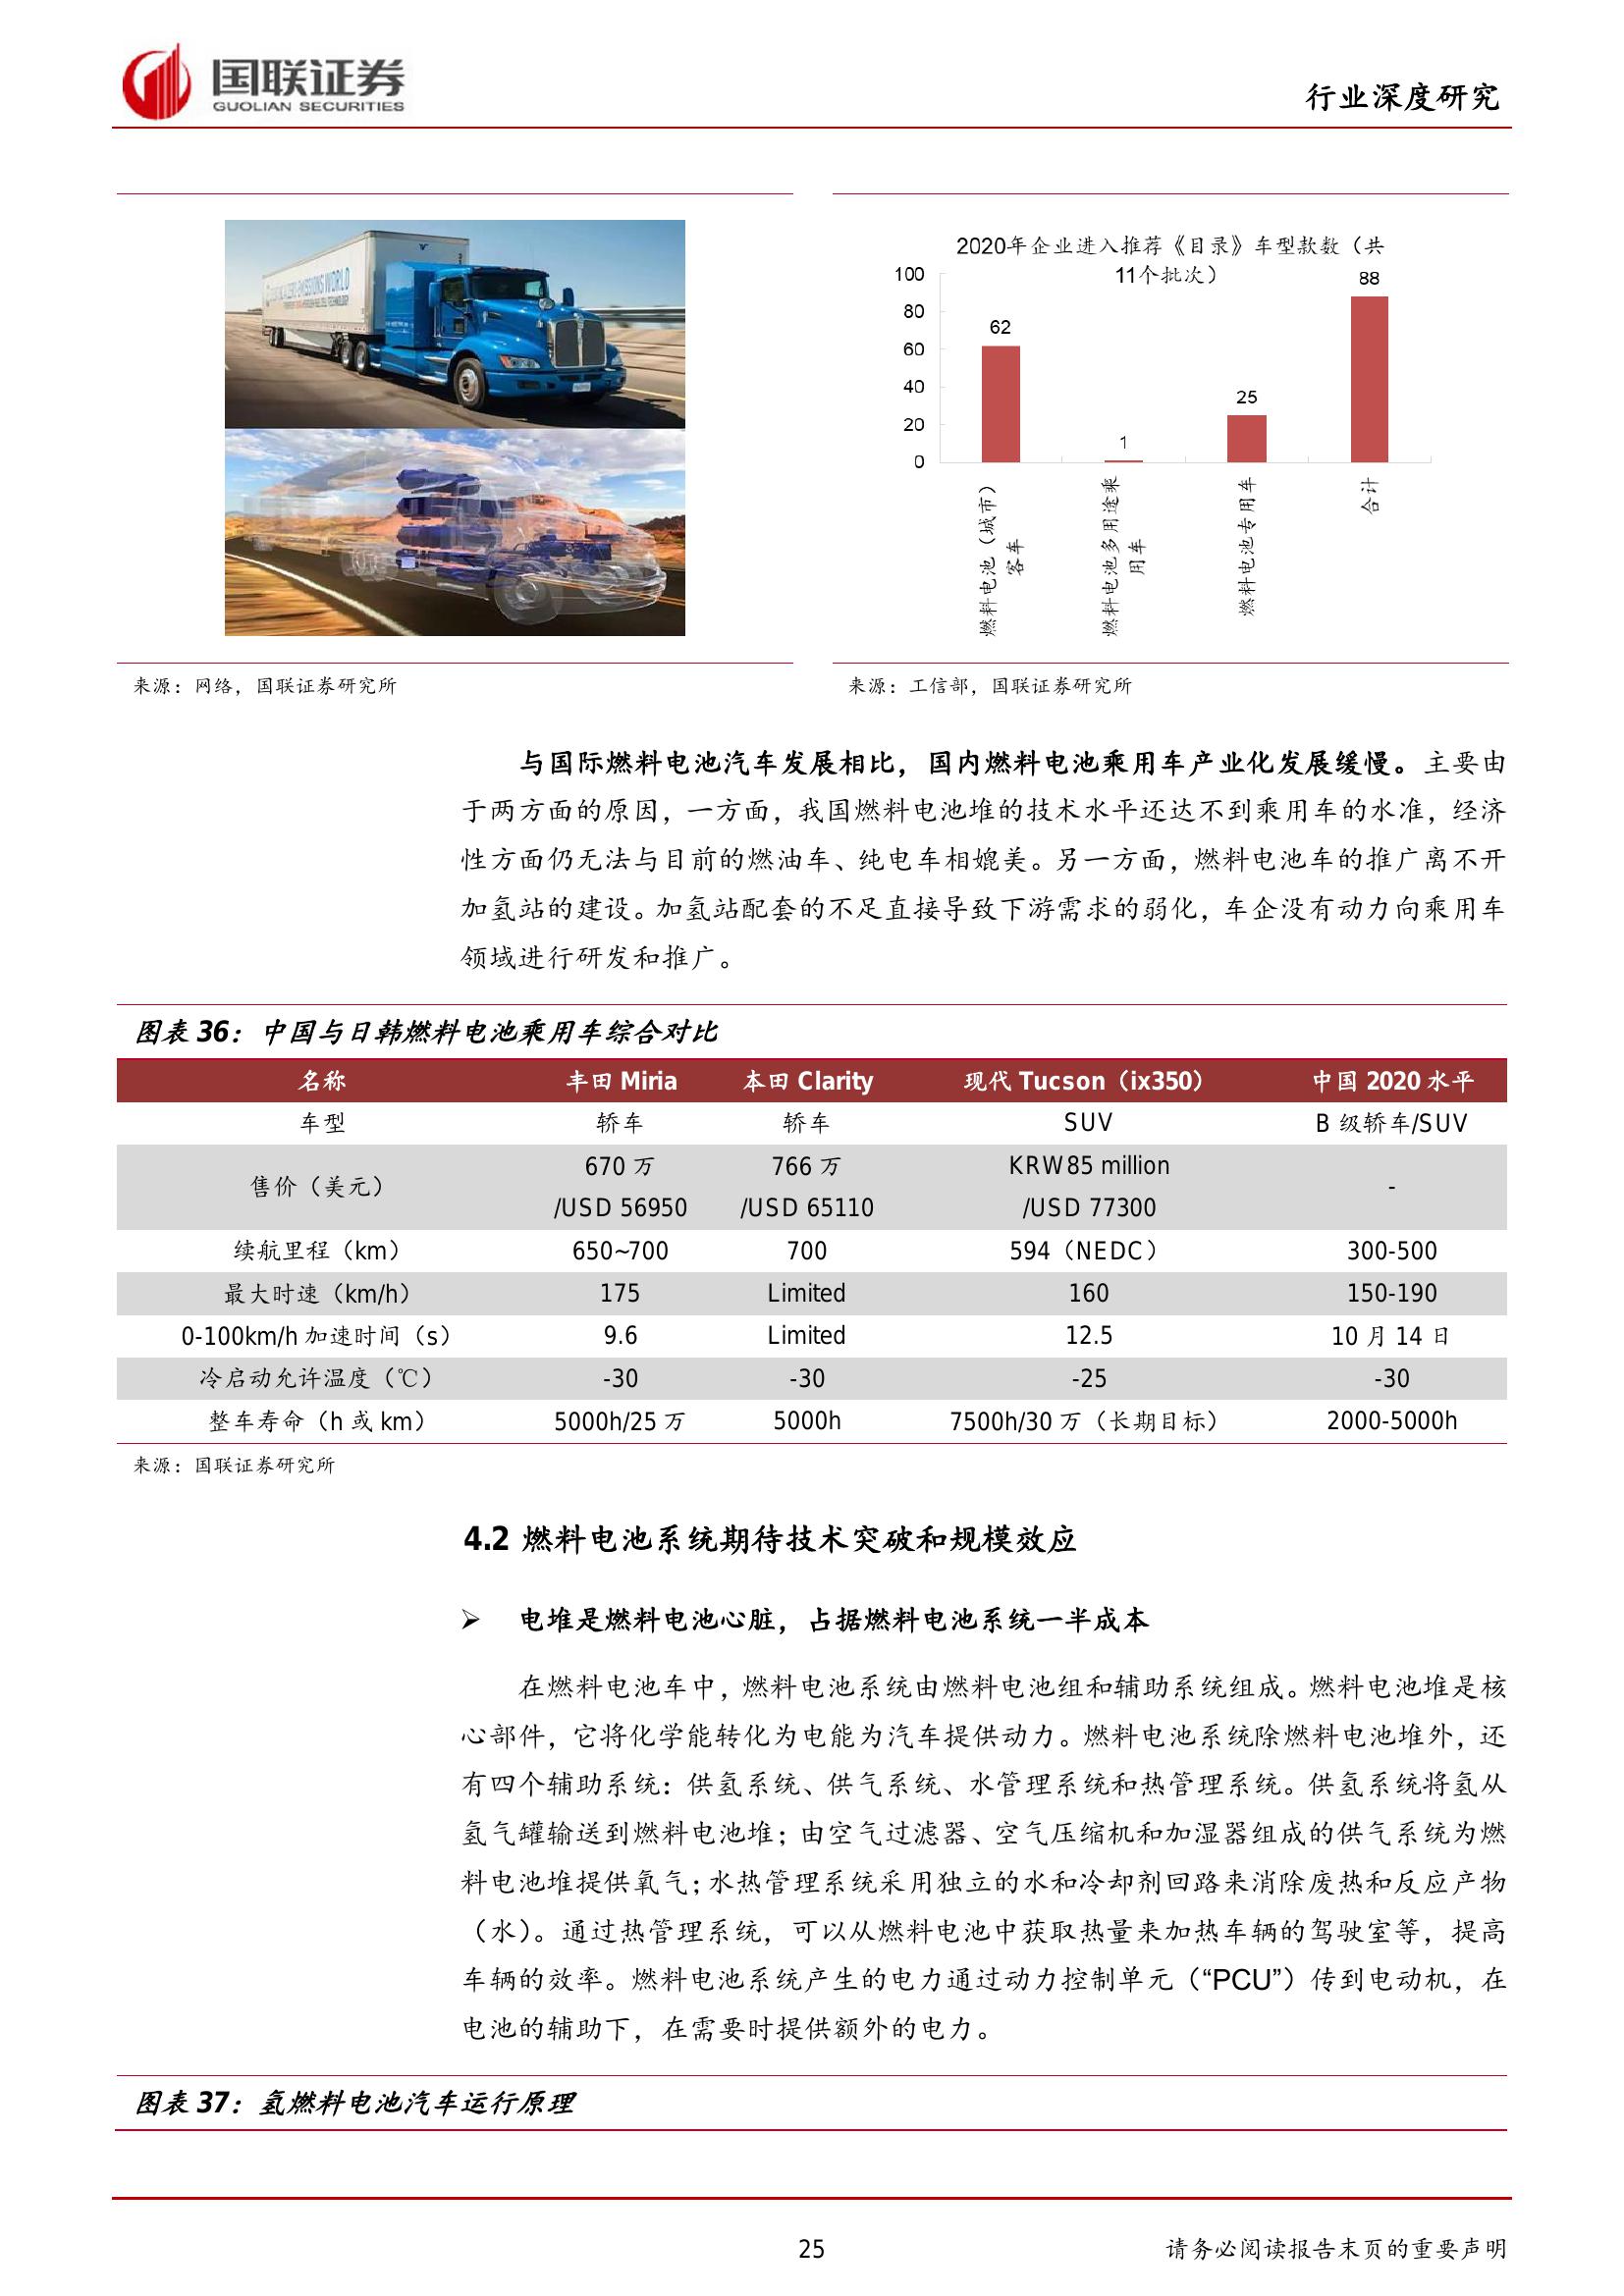 国联证券
GUOLIAN SECURITIES
行业深度研究
2020年企业进入推荐《目录》车型款数（共
11个批次）
100
80
60
40
20
0
62
1
25
88
燃料电池（城市）
客车
燃料电池多用途乘
用车
燃料电池专用车
合计
来源：网络，国联证券研究所
来源：工信部，国联证券研究所
与国际燃料电池汽车发展相比，国内燃料电池乘用车产业化发展缓慢。主要由
于两方面的原因，一方面，我国燃料电池堆的技术水平还达不到乘用车的水准，经济
性方面仍无法与目前的燃油车、纯电车相媲美。另一方面，燃料电池车的推广离不开
加氢站的建设。加氢站配套的不足直接导致下游需求的弱化，车企没有动力向乘用车
领域进行研发和推广。
图表 36：中国与日韩燃料电池乘用车综合对比
名称 丰田 Miria 本田 Clarity 现代 Tucson（ix350） 中国 2020 水平
车型 轿车 轿车 SUV B 级轿车/SUV
售价（美元） 670 万 /USD 56950 766 万 /USD 65110 KRW85 million /USD 77300 -
续航里程（km） 650~700 700 594（NEDC） 300-500
最大时速（km/h） 175 Limited 160 150-190
0-100km/h 加速时间（s） 9.6 Limited 12.5 10 月 14 日
冷启动允许温度（℃） -30 -30 -25 -30
整车寿命（h 或 km） 5000h/25 万 5000h 7500h/30 万（长期目标） 2000-5000h
来源：国联证券研究所
4.2 燃料电池系统期待技术突破和规模效应
➢ 电堆是燃料电池心脏，占据燃料电池系统一半成本
在燃料电池车中，燃料电池系统由燃料电池组和辅助系统组成。燃料电池堆是核
心部件，它将化学能转化为电能为汽车提供动力。燃料电池系统除燃料电池堆外，还
有四个辅助系统：供氢系统、供气系统、水管理系统和热管理系统。供氢系统将氢从
氢气罐输送到燃料电池堆；由空气过滤器、空气压缩机和加湿器组成的供气系统为燃
料电池堆提供氧气；水热管理系统采用独立的水和冷却剂回路来消除废热和反应产物
（水）。通过热管理系统，可以从燃料电池中获取热量来加热车辆的驾驶室等，提高
车辆的效率。燃料电池系统产生的电力通过动力控制单元（“PCU”）传到电动机，在
电池的辅助下，在需要时提供额外的电力。
图表 37：氢燃料电池汽车运行原理
25
请务必阅读报告末页的重要声明